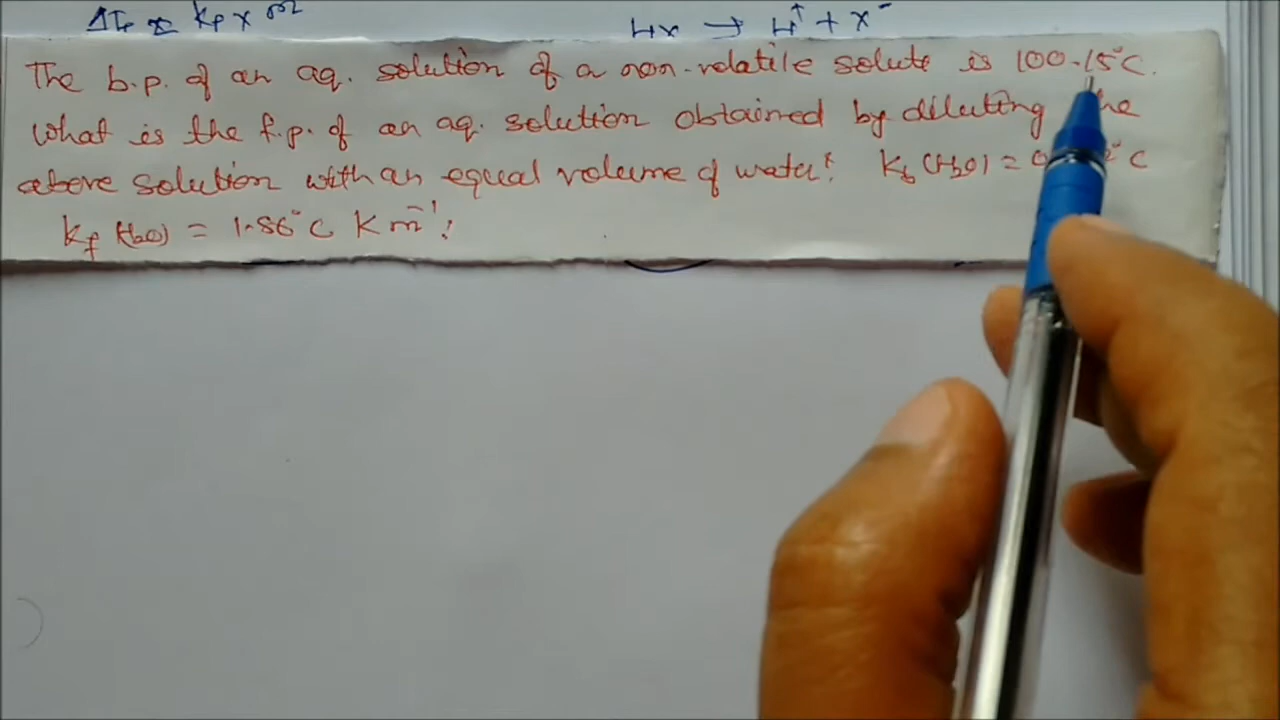 ΔTf = Kf x m
Hx → H⁺ + x⁻
The b.p. of an aq. solution of a non-volatile solute is 100.15°C.
What is the f.p. of an aq. solution obtained by diluting the
above solution with an equal volume of water? Kb (H2O) = °C
Kf (H2O) = 1.86°C K m⁻¹?